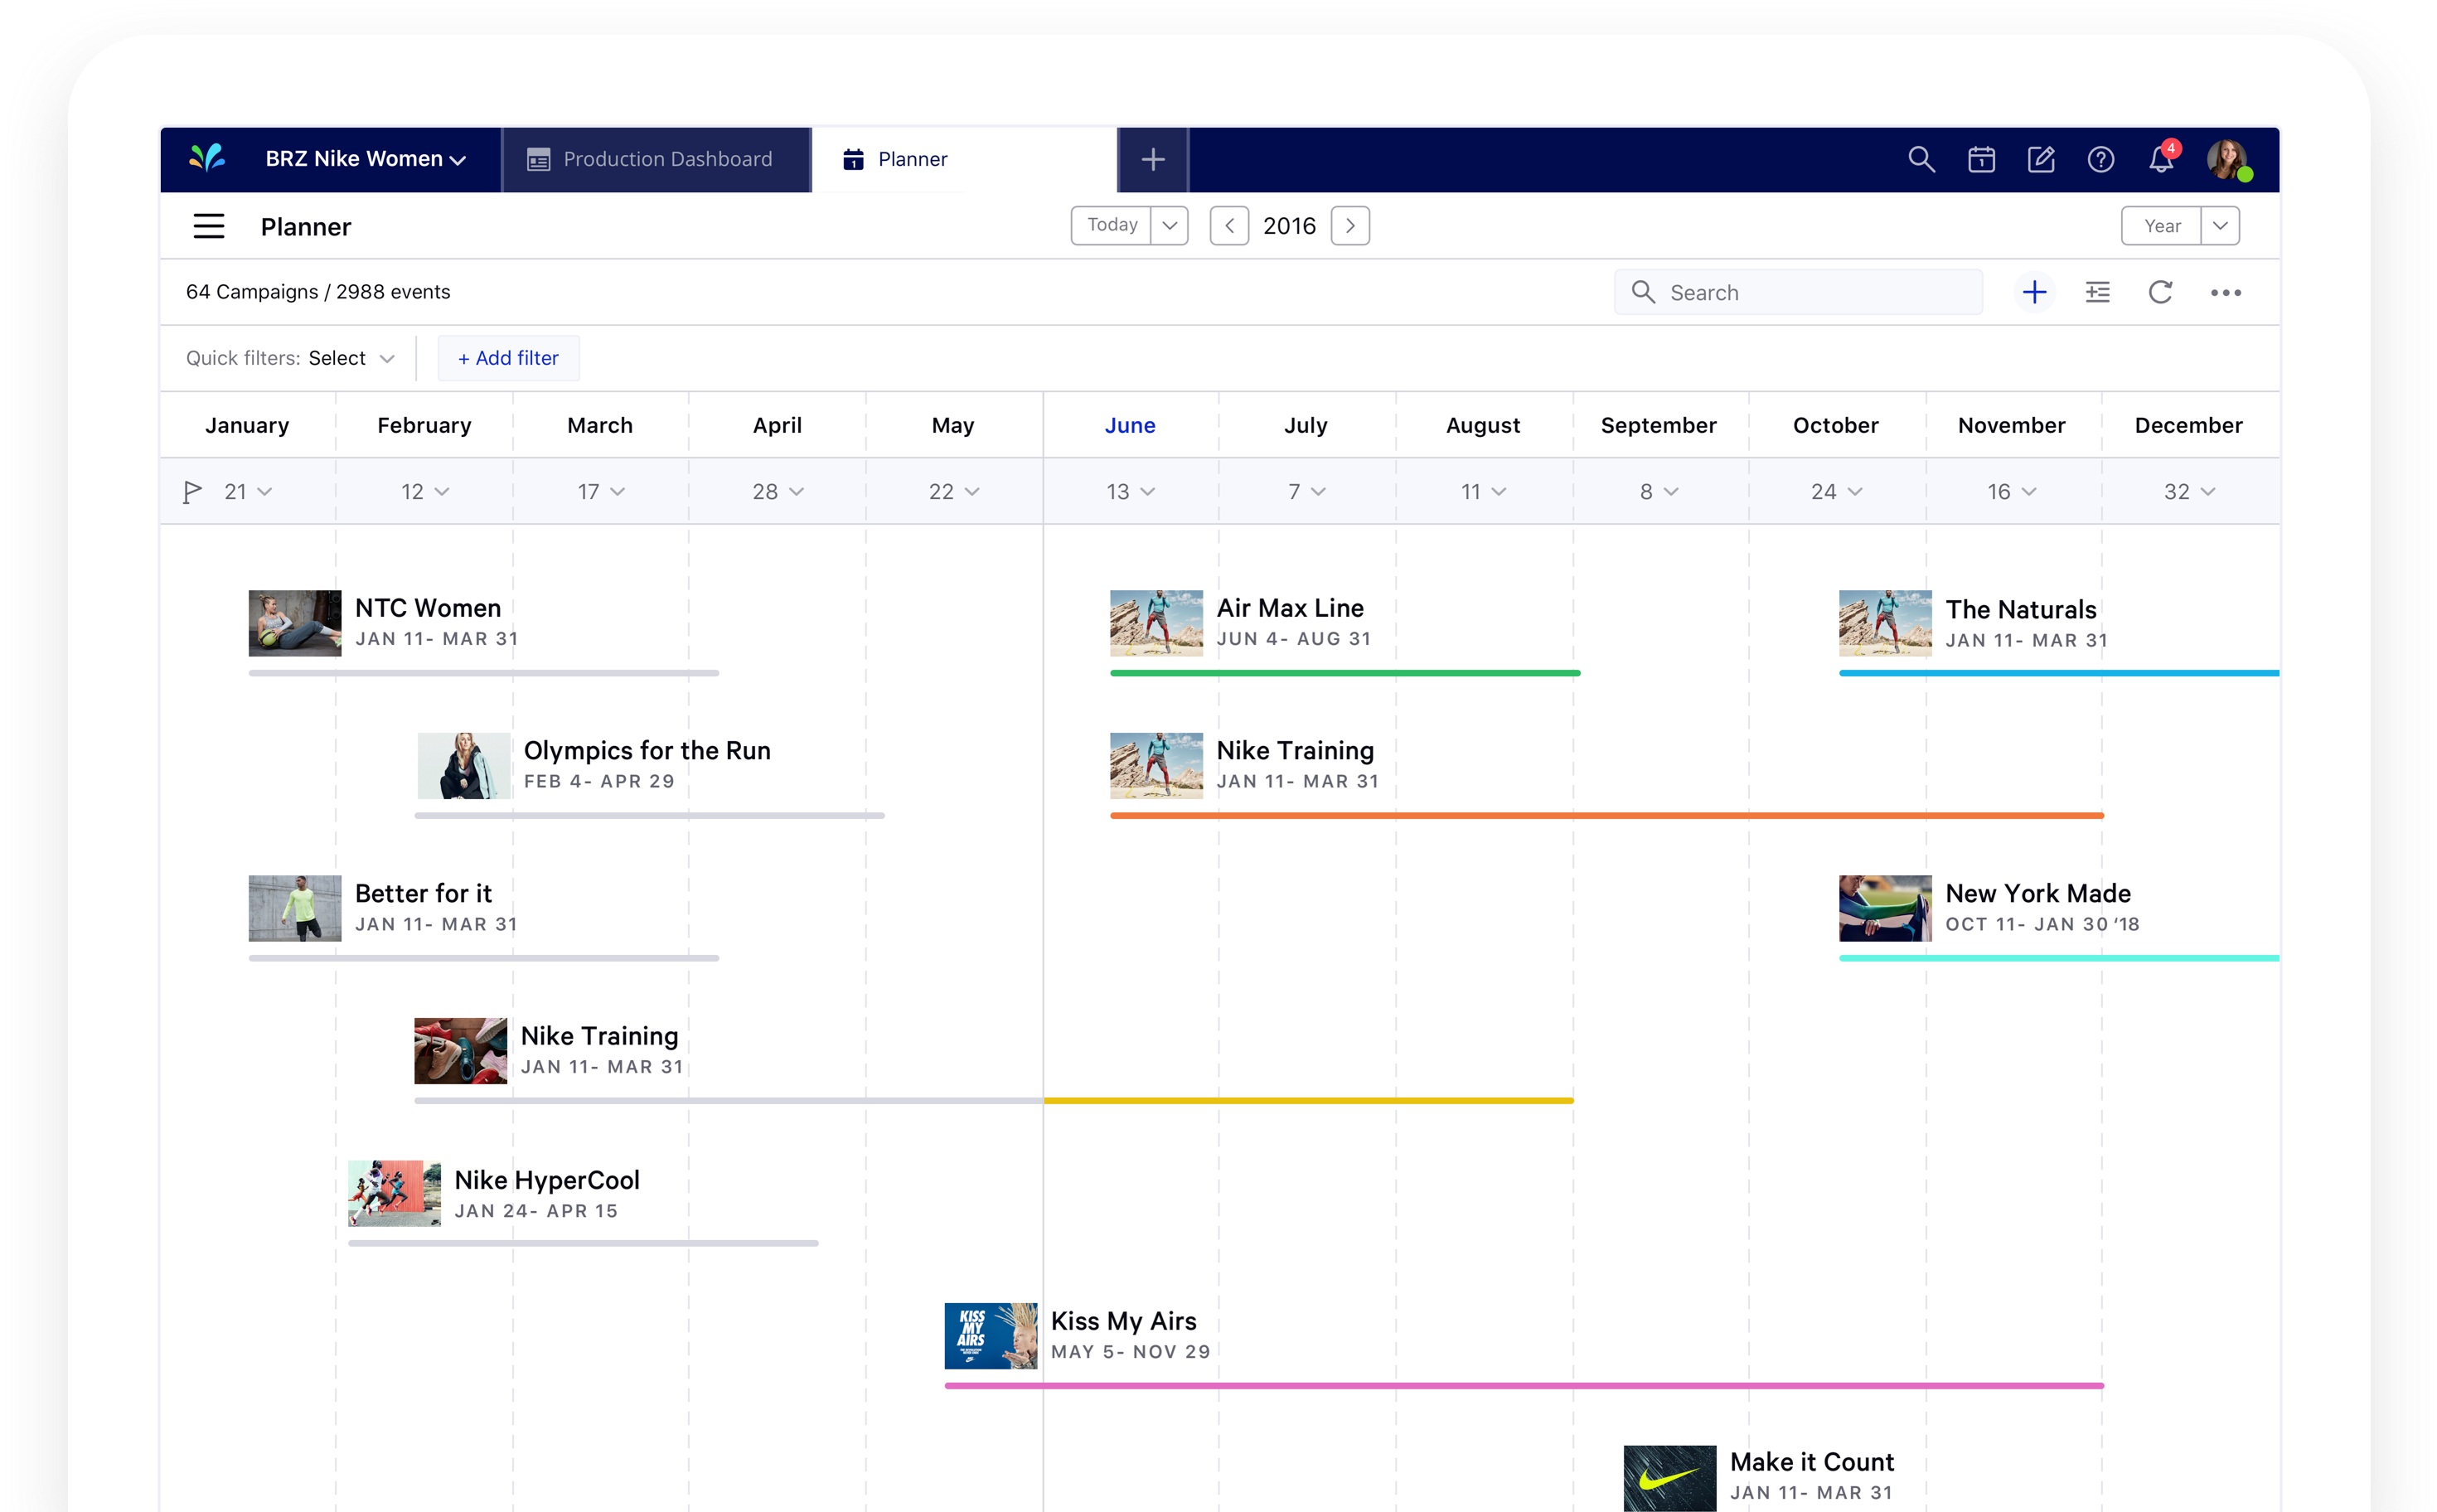 BRZ Nike Women
Production Dashboard
1 Planner
1
?
4
Planner
Today
2016
Year
64 Campaigns / 2988 events
Search
Quick filters: Select
+ Add filter
January February March April May June July August September October November December
21 12 17 28 22 13 7 11 8 24 16 32
NTC Women
JAN 11- MAR 31
Air Max Line
JUN 4- AUG 31
The Naturals
JAN 11- MAR 31
Olympics for the Run
FEB 4- APR 29
Nike Training
JAN 11- MAR 31
Better for it
JAN 11- MAR 31
New York Made
OCT 11- JAN 30 ‘18
Nike Training
JAN 11- MAR 31
Nike HyperCool
JAN 24- APR 15
KISS
MY
AIRS
Kiss My Airs
MAY 5- NOV 29
Make it Count
JAN 11- MAR 31